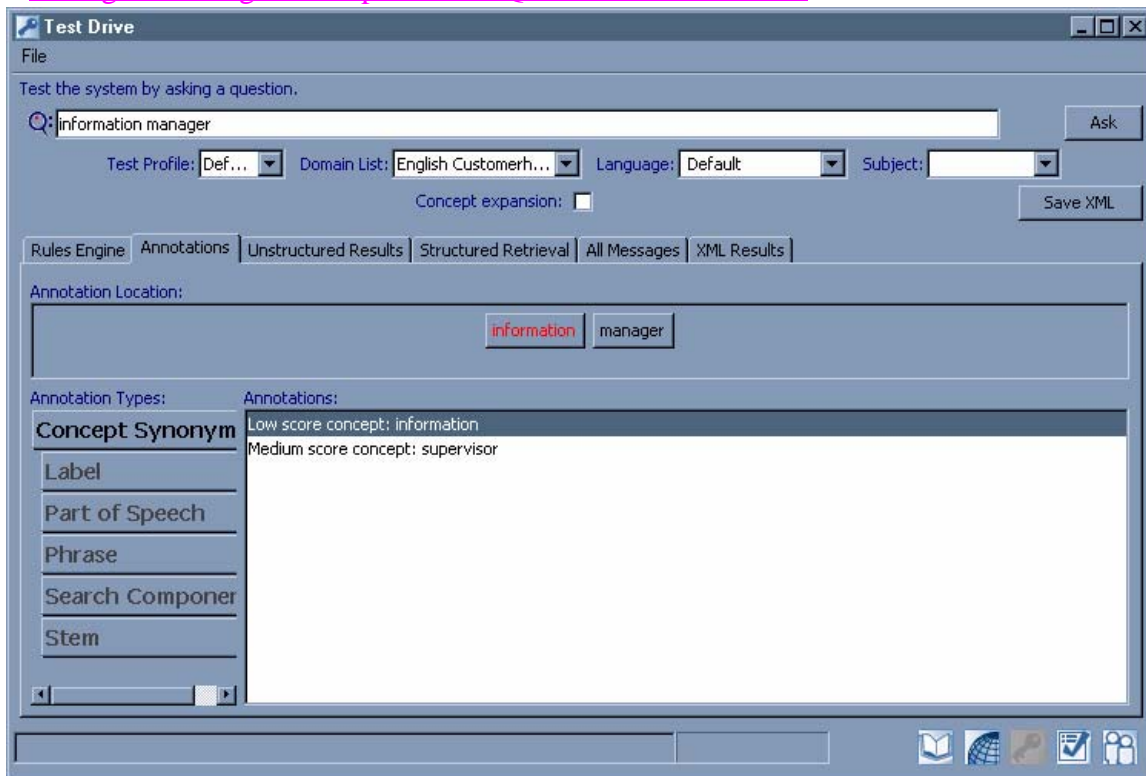 Test Drive
File
Test the system by asking a question.
Q: information manager
Ask
Test Profile: Def... Domain List: English Customerh... Language: Default Subject:
Concept expansion:
Save XML
Rules Engine Annotations Unstructured Results Structured Retrieval All Messages XML Results
Annotation Location:
information manager
Annotation Types: Annotations:
Concept Synonym Low score concept: information
Medium score concept: supervisor
Label
Part of Speech
Phrase
Search Componen
Stem